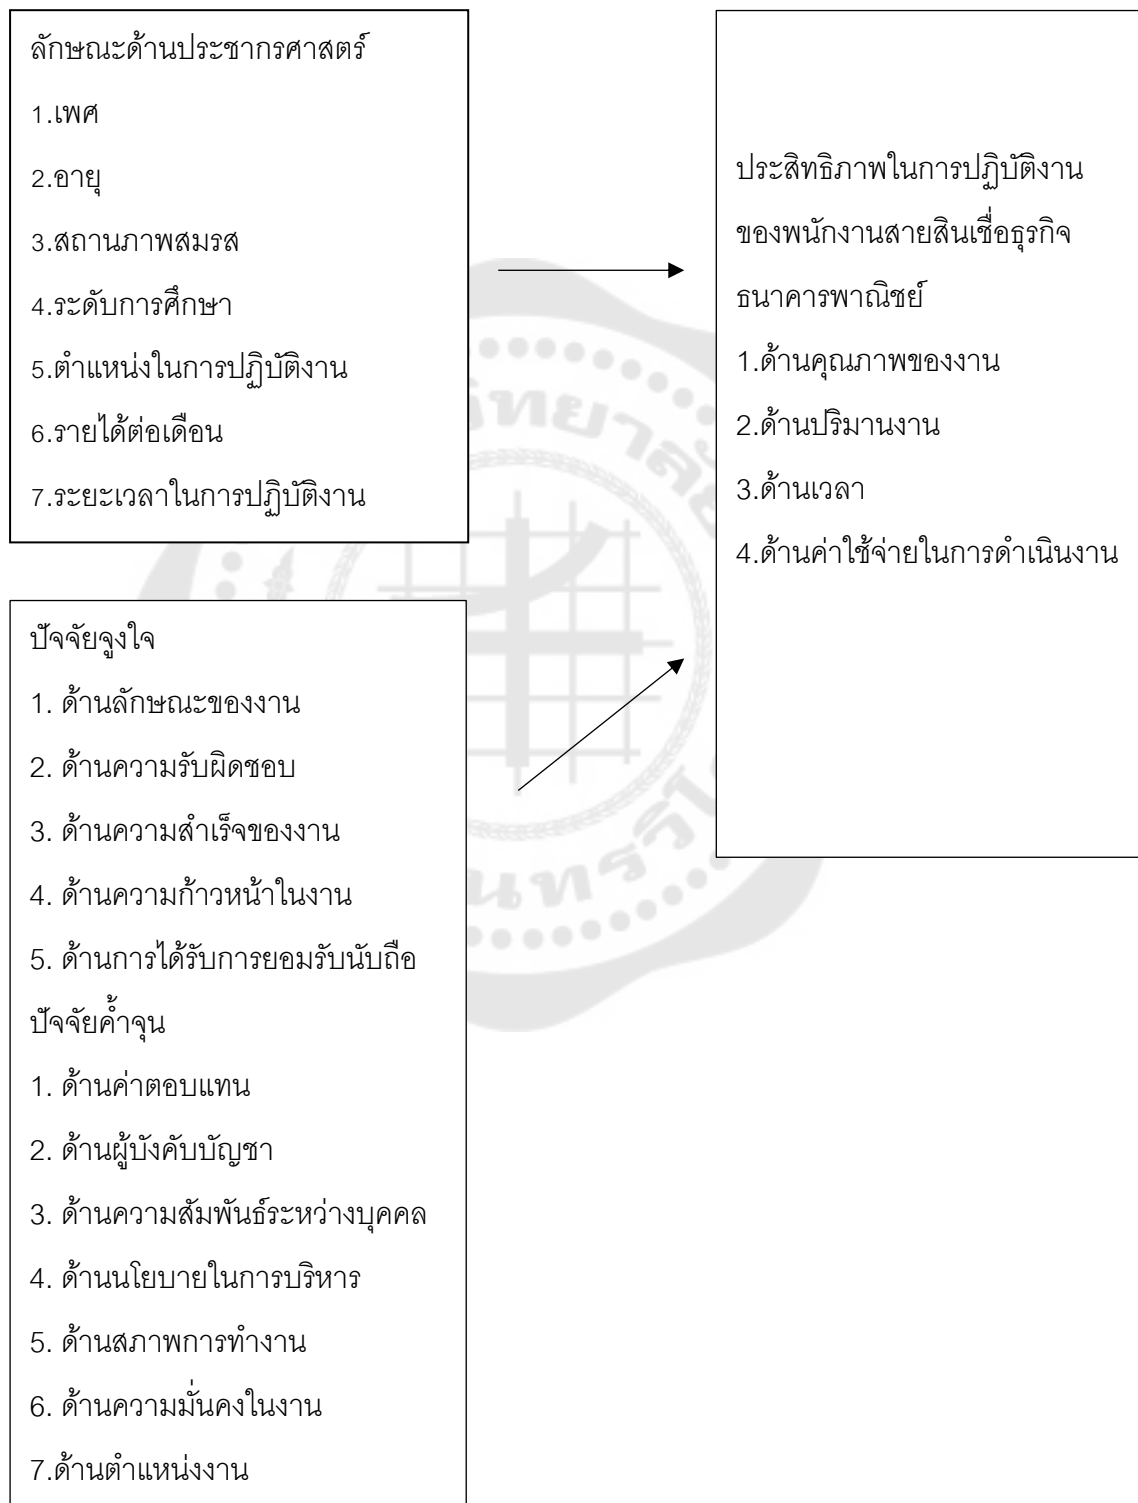 ลักษณะด้านประชากรศาสตร์
1.เพศ
2.อายุ
3.สถานภาพสมรส
4.ระดับการศึกษา
5.ตำแหน่งในการปฏิบัติงาน
6.รายได้ต่อเดือน
7.ระยะเวลาในการปฏิบัติงาน
ปัจจัยจูงใจ
1. ด้านลักษณะของงาน
2. ด้านความรับผิดชอบ
3. ด้านความสำเร็จของงาน
4. ด้านความก้าวหน้าในงาน
5. ด้านการได้รับการยอมรับนับถือ
ปัจจัยค้ำจุน
1. ด้านค่าตอบแทน
2. ด้านผู้บังคับบัญชา
3. ด้านความสัมพันธ์ระหว่างบุคคล
4. ด้านนโยบายในการบริหาร
5. ด้านสภาพการทำงาน
6. ด้านความมั่นคงในงาน
7.ด้านตำแหน่งงาน
ประสิทธิภาพในการปฏิบัติงาน
ของพนักงานสายสินเชื่อธุรกิจ
ธนาคารพาณิชย์
1.ด้านคุณภาพของงาน
2.ด้านปริมานงาน
3.ด้านเวลา
4.ด้านค่าใช้จ่ายในการดำเนินงาน